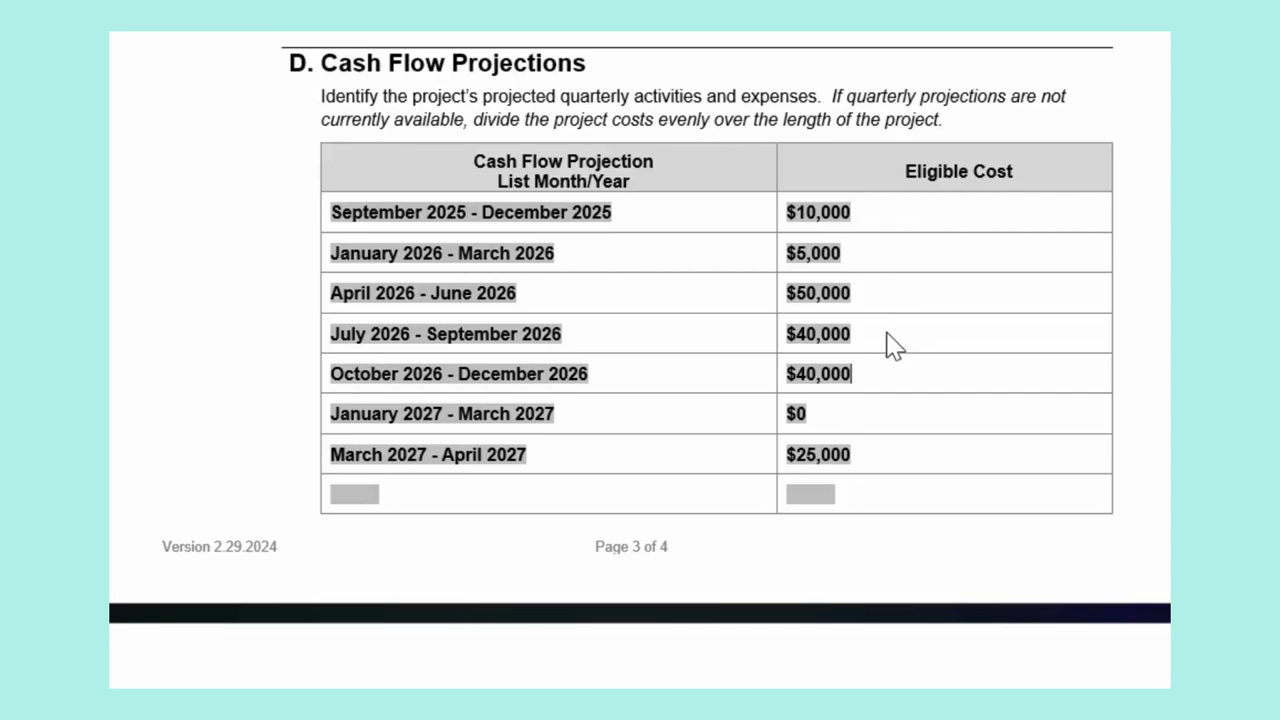 D. Cash Flow Projections
Identify the project's projected quarterly activities and expenses. If quarterly projections are not
currently available, divide the project costs evenly over the length of the project.
Cash Flow Projection
List Month/Year
Eligible Cost
September 2025 - December 2025 $10,000
January 2026 - March 2026 $5,000
April 2026 - June 2026 $50,000
July 2026 - September 2026 $40,000
October 2026 - December 2026 $40,000
January 2027 - March 2027 $0
March 2027 - April 2027 $25,000
Version 2.29.2024 Page 3 of 4